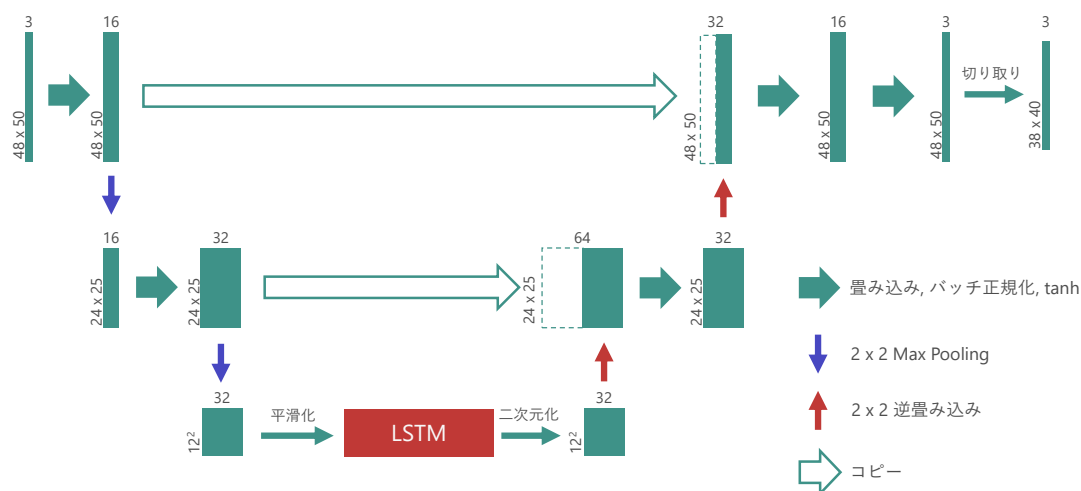 3
16
32
16
3
3
切り取り
48 x 50
48 x 50
48 x 50
48 x 50
48 x 50
38 x 40
16
32
64
32
24 x 25
24 x 25
24 x 25
24 x 25
畳み込み, バッチ正規化, tanh
2 x 2 Max Pooling
32
平滑化
LSTM
二次元化
32
12²
12²
2 x 2 逆畳み込み
コピー